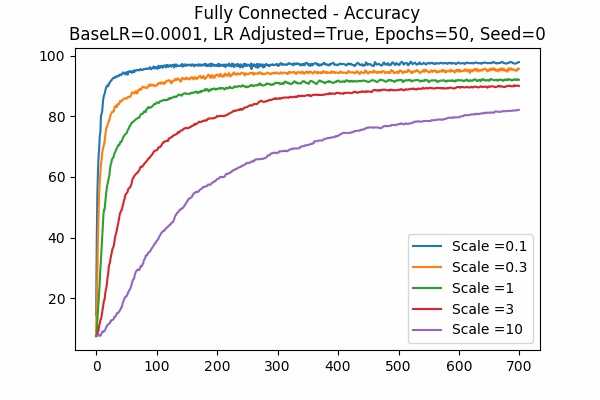 Fully Connected - Accuracy
BaseLR=0.0001, LR Adjusted=True, Epochs=50, Seed=0
100
80
60
40
20
Scale =0.1
Scale =0.3
Scale =1
Scale =3
Scale =10
0 100 200 300 400 500 600 700